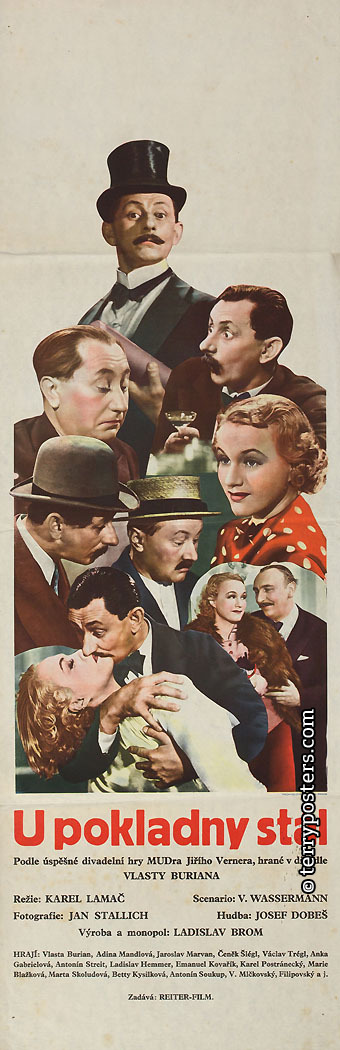 U pokladny stál
Podle úspěšné divadelní hry MUDra Jiřího Vernera, hrané v divadle
VLASTY BURIANA
Režie: KAREL LAMAČ Scenario: V. WASSERMANN
Fotografie: JAN STALLICH Hudba: JOSEF DOBEŠ
Výroba a monopol: LADISLAV BROM
HRAJÍ: Vlasta Burian, Adina Mandlová, Jaroslav Marvan, Čeněk Šlégl, Václav Trégl, Anka
Gabrielová, Antonín Streit, Ladislav Hemmer, Emanuel Kovařík, Karel Postránecký, Marie
Blažková, Marta Skoludová, Betty Kysilková, Antonín Soukup, V. Mlčkovský, Filipovský a j.
Zadává: REITER-FILM.
© terryposters.com